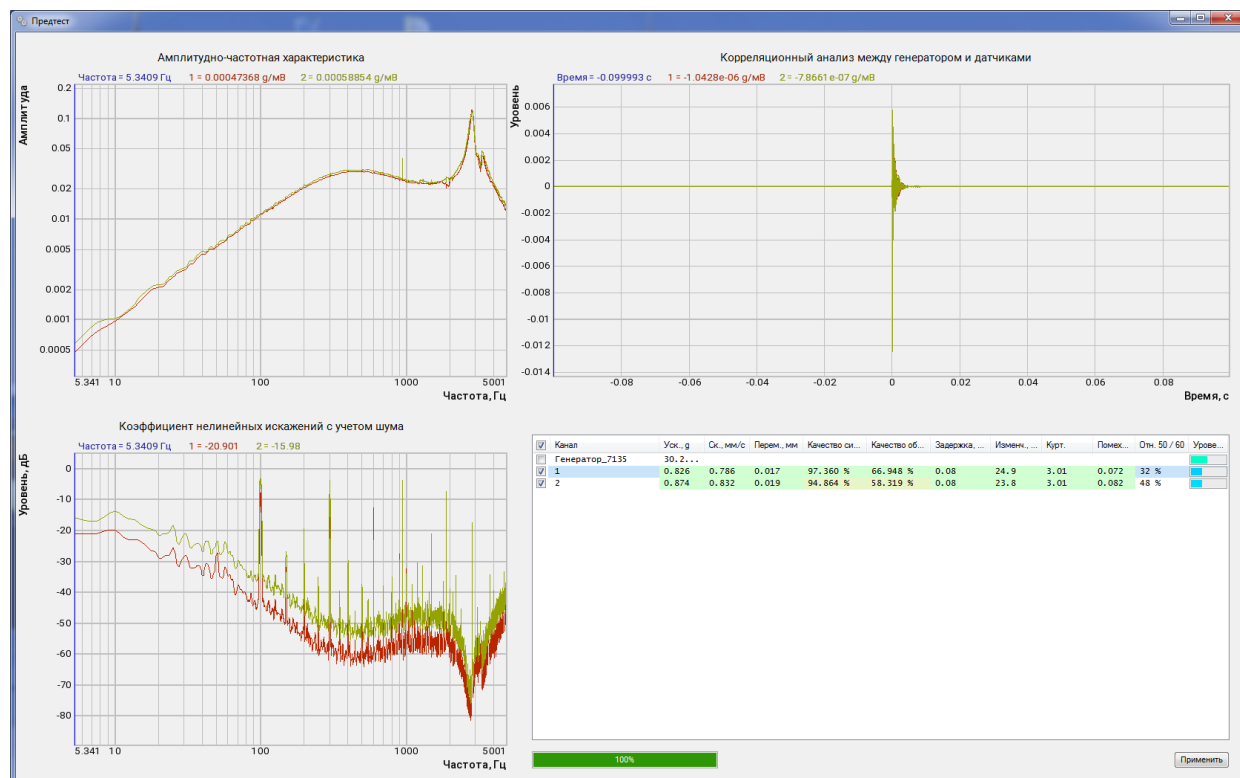 Предтест
Амплитудно-частотная характеристика
Частота = 5.3409 Гц 1 = 0.00047368 g/мВ 2 = 0.00058854 g/мВ
Амплитуда
0.2
0.1
0.05
0.02
0.01
0.005
0.002
0.001
0.0005
5.341 10 100 1000 5001
Частота, Гц
Корреляционный анализ между генератором и датчиками
Время = -0.099993 с 1 = -1.0428e-06 g/мВ 2 = -7.8661e-07 g/мВ
Уровень
0.006
0.004
0.002
0
-0.002
-0.004
-0.006
-0.008
-0.01
-0.012
-0.014
-0.08 -0.06 -0.04 -0.02 0 0.02 0.04 0.06 0.08
Время, с
Коэффициент нелинейных искажений с учетом шума
Частота = 5.3409 Гц 1 = -20.901 2 = -15.98
Уровень, дБ
0
-10
-20
-30
-40
-50
-60
-70
-80
5.341 10 100 1000 5001
Частота, Гц
Канал Уск., g Ск., мм/с Перем., мм Качество си... Качество об... Задержка, ... Изменч., ... Курт. Помех... Отн. 50 / 60 Урове...
Генератор_7135 30.2...
1 0.826 0.786 0.017 97.360 % 66.948 % 0.08 24.9 3.01 0.072 32 %
2 0.874 0.832 0.019 94.864 % 58.319 % 0.08 23.8 3.01 0.082 48 %
100%
Применить